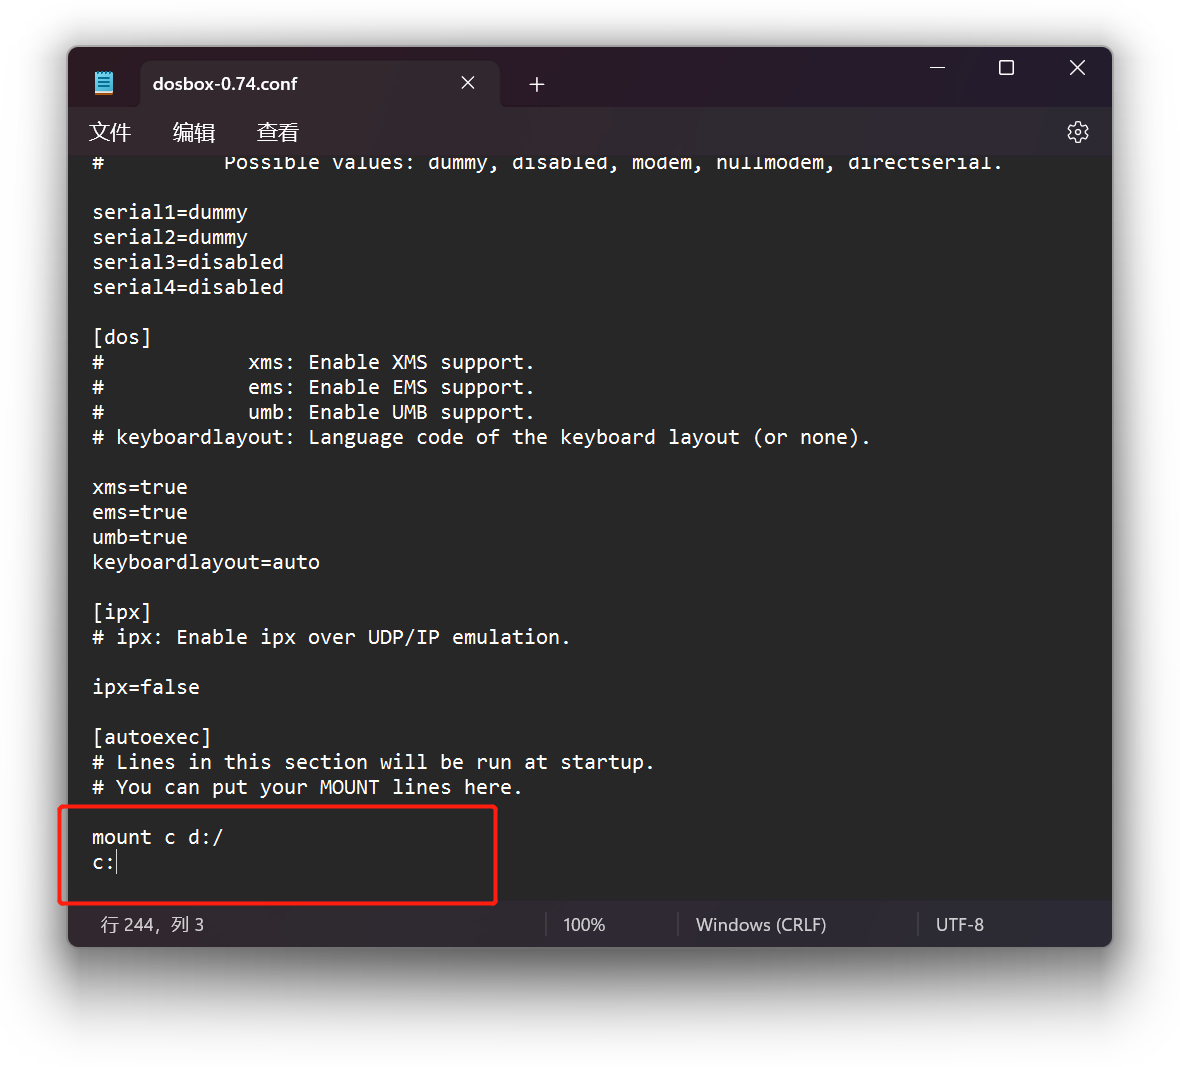 dosbox-0.74.conf
文件 编辑 查看
#          Possible values: dummy, disabled, modem, nullmodem, directserial.
serial1=dummy
serial2=dummy
serial3=disabled
serial4=disabled
[dos]
#            xms: Enable XMS support.
#            ems: Enable EMS support.
#            umb: Enable UMB support.
# keyboardlayout: Language code of the keyboard layout (or none).
xms=true
ems=true
umb=true
keyboardlayout=auto
[ipx]
# ipx: Enable ipx over UDP/IP emulation.
ipx=false
[autoexec]
# Lines in this section will be run at startup.
# You can put your MOUNT lines here.
mount c d:/
c:
行 244，列 3 100% Windows (CRLF) UTF-8